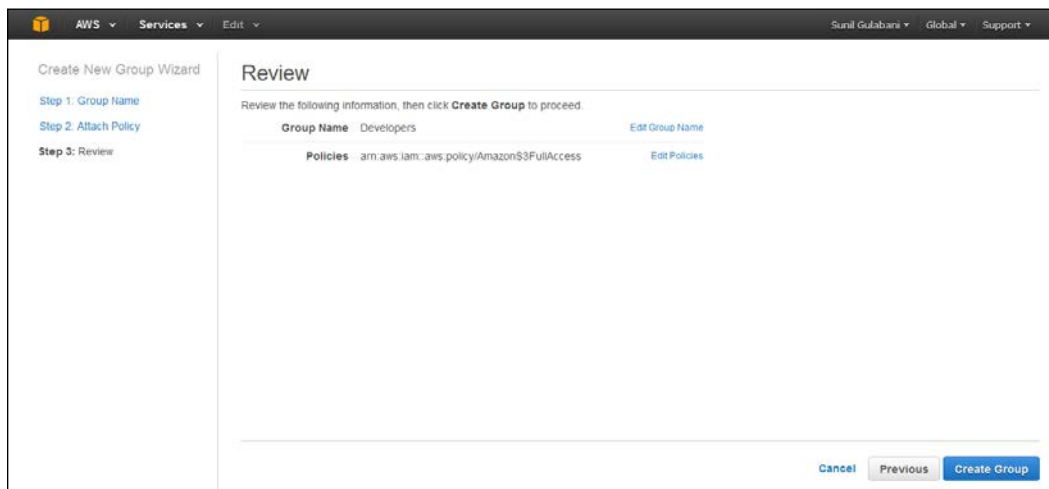 AWS Services Edit Sunil Gulabani Global Support
Create New Group Wizard
Step 1: Group Name
Step 2: Attach Policy
Step 3: Review
Review
Review the following information, then click Create Group to proceed.
Group Name Developers Edit Group Name
Policies arn:aws:iam::aws:policy/AmazonS3FullAccess Edit Policies
Cancel Previous Create Group